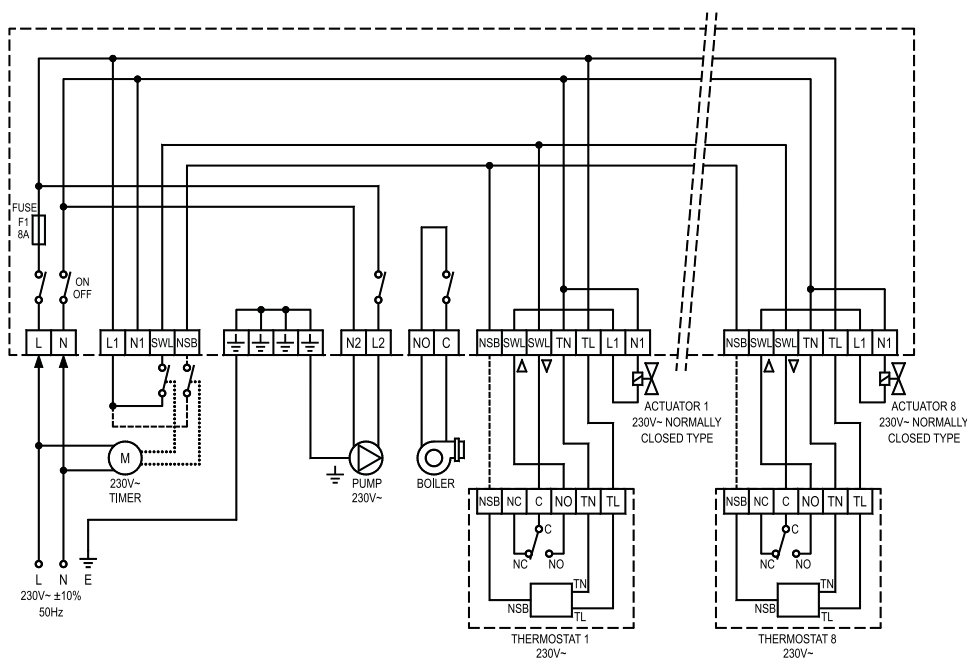 FUSE
F1
8A
ON
OFF
L N L1 N1 SWL NSB N2 L2 NO C NSB SWL SWL TN TL L1 N1 NSB SWL SWL TN TL L1 N1
ACTUATOR 1
230V~ NORMALLY
CLOSED TYPE
ACTUATOR 8
230V~ NORMALLY
CLOSED TYPE
M
230V~
TIMER
PUMP
230V~
BOİLER
NSB NC C NO TN TL
NSB NC C NO TN TL
C
NC NO
C
NC NO
L N E
230V~ ±10%
50Hz
TN
NSB
TL
TN
NSB
TL
THERMOSTAT 1
230V~
THERMOSTAT 8
230V~